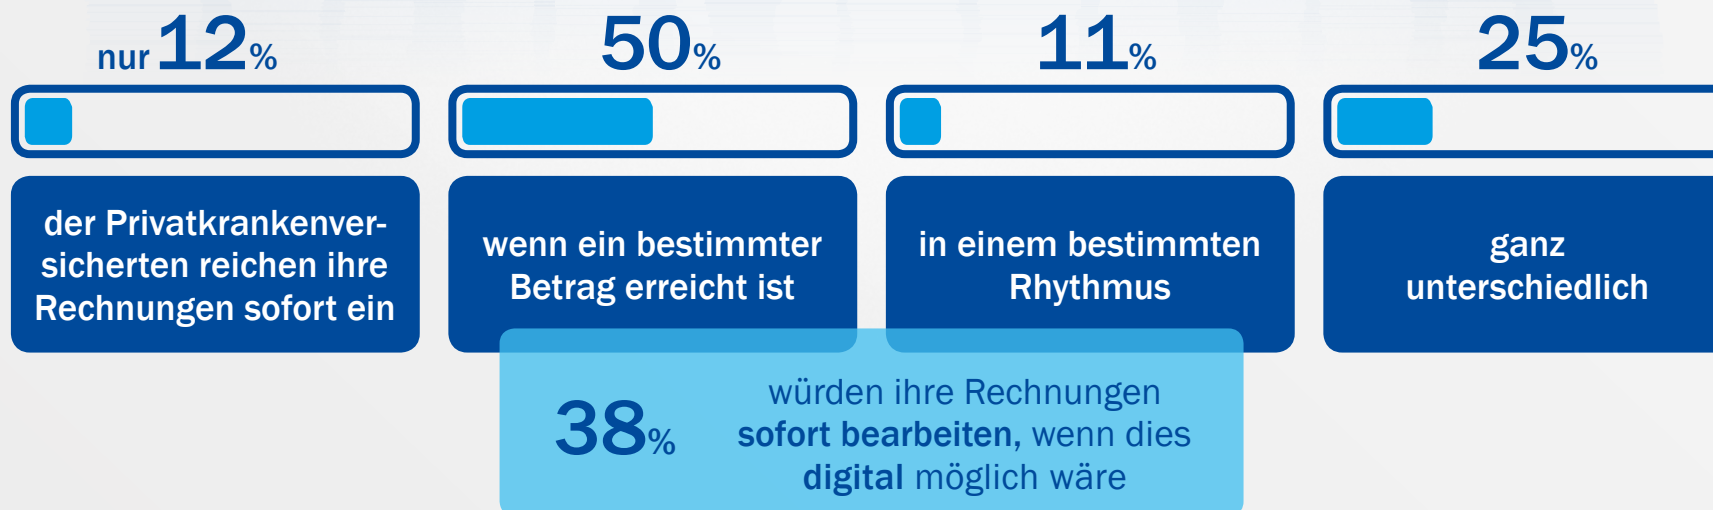 nur 12%
der Privatkrankenver-
sicherten reichen ihre
Rechnungen sofort ein
50%
wenn ein bestimmter
Betrag erreicht ist
11%
in einem bestimmten
Rhythmus
25%
ganz
unterschiedlich
38%
würden ihre Rechnungen
sofort bearbeiten, wenn dies
digital möglich wäre